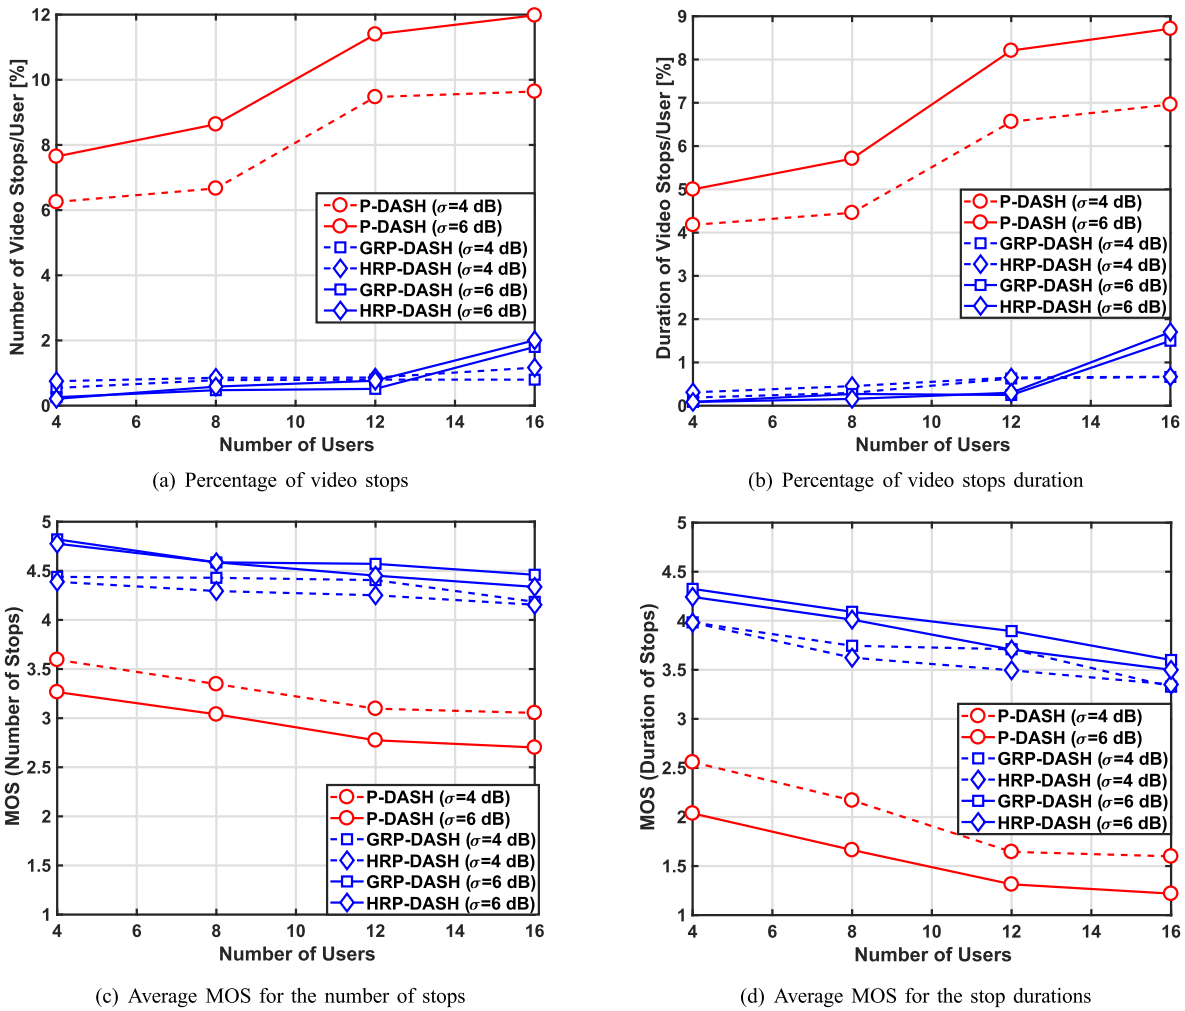 12
10
8
6
4
2
0
Number of Video Stops/User [%]
P-DASH (σ=4 dB)
P-DASH (σ=6 dB)
GRP-DASH (σ=4 dB)
HRP-DASH (σ=4 dB)
GRP-DASH (σ=6 dB)
HRP-DASH (σ=6 dB)
4 6 8 10 12 14 16
Number of Users
(a) Percentage of video stops
9
8
7
6
5
4
3
2
1
0
Duration of Video Stops/User [%]
P-DASH (σ=4 dB)
P-DASH (σ=6 dB)
GRP-DASH (σ=4 dB)
HRP-DASH (σ=4 dB)
GRP-DASH (σ=6 dB)
HRP-DASH (σ=6 dB)
4 6 8 10 12 14 16
Number of Users
(b) Percentage of video stops duration
5
4.5
4
3.5
3
2.5
2
1.5
1
MOS (Number of Stops)
P-DASH (σ=4 dB)
P-DASH (σ=6 dB)
GRP-DASH (σ=4 dB)
HRP-DASH (σ=4 dB)
GRP-DASH (σ=6 dB)
HRP-DASH (σ=6 dB)
4 6 8 10 12 14 16
Number of Users
(c) Average MOS for the number of stops
5
4.5
4
3.5
3
2.5
2
1.5
1
MOS (Duration of Stops)
P-DASH (σ=4 dB)
P-DASH (σ=6 dB)
GRP-DASH (σ=4 dB)
HRP-DASH (σ=4 dB)
GRP-DASH (σ=6 dB)
HRP-DASH (σ=6 dB)
4 6 8 10 12 14 16
Number of Users
(d) Average MOS for the stop durations